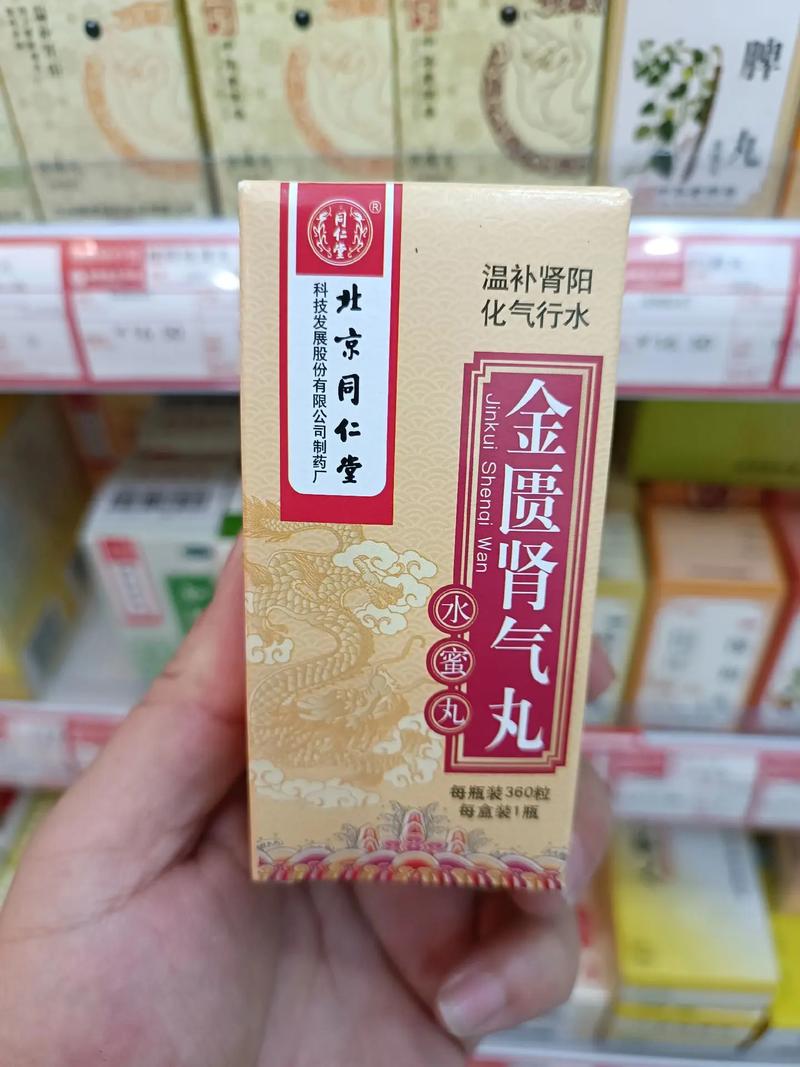 同仁堂
®
北京同仁堂
科技发展股份有限公司制药厂
温补肾阳
化气行水
金匮肾气丸
Jinkui Shenqi Wan
水蜜丸
每瓶装360粒
每盒装1瓶
脾
丸